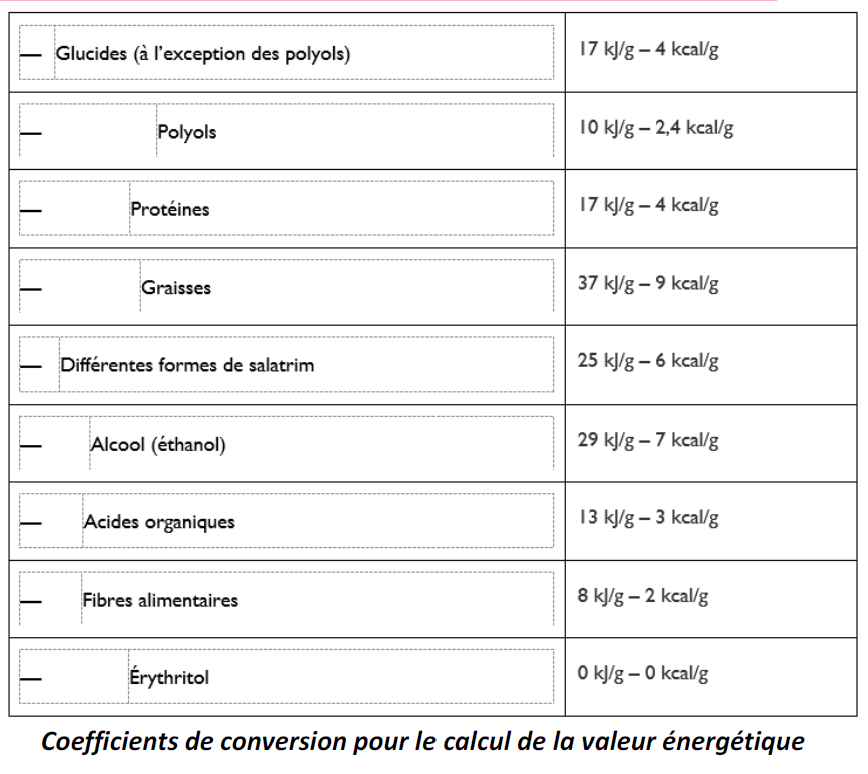 — Glucides (à l'exception des polyols) 17 kJ/g – 4 kcal/g
— Polyols 10 kJ/g – 2,4 kcal/g
— Protéines 17 kJ/g – 4 kcal/g
— Graisses 37 kJ/g – 9 kcal/g
— Différentes formes de salatrim 25 kJ/g – 6 kcal/g
— Alcool (éthanol) 29 kJ/g – 7 kcal/g
— Acides organiques 13 kJ/g – 3 kcal/g
— Fibres alimentaires 8 kJ/g – 2 kcal/g
— Érythritol 0 kJ/g – 0 kcal/g
Coefficients de conversion pour le calcul de la valeur énergétique